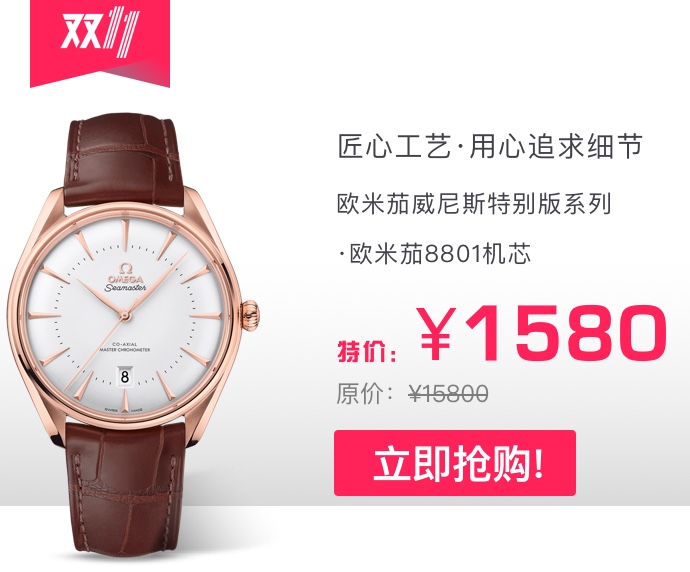 双11
匠心工艺·用心追求细节
欧米茄威尼斯特别版系列
·欧米茄8801机芯
特价：¥1580
原价：¥15800
立即抢购!
Ω
OMEGA
Seamaster
CO-AXIAL
MASTER CHRONOMETER
8
SWISS MADE